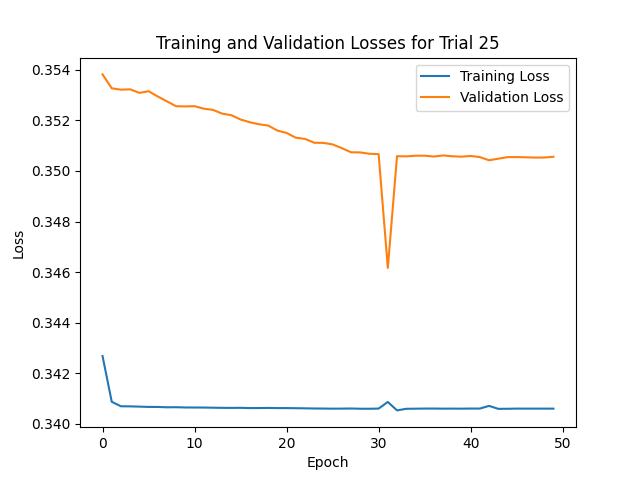 Training and Validation Losses for Trial 25
Training Loss
Validation Loss
0.354
0.352
0.350
0.348
0.346
0.344
0.342
0.340
Loss
0
10
20
30
40
50
Epoch